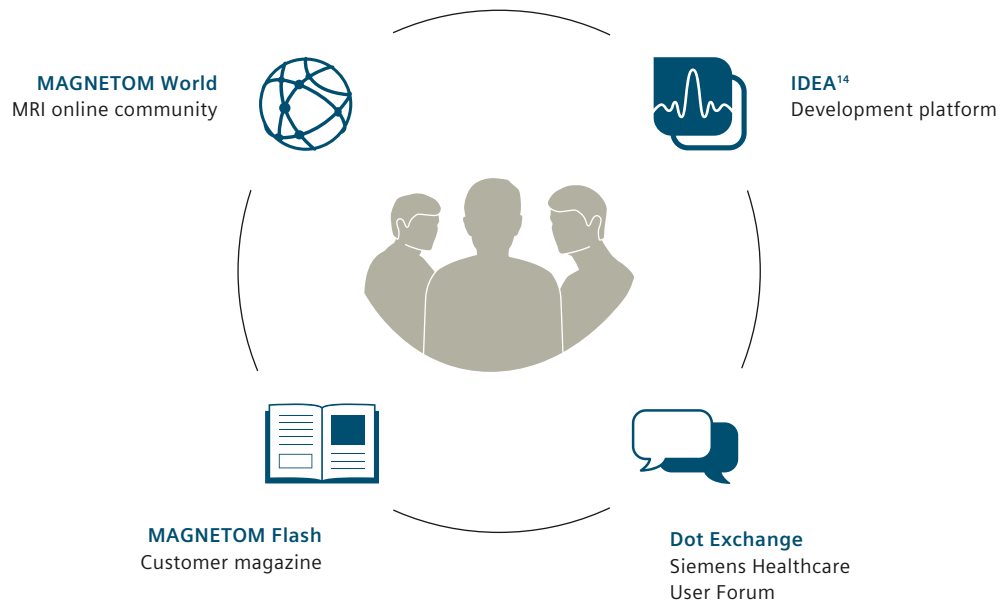 MAGNETOM World
MRI online community
IDEA¹⁴
Development platform
MAGNETOM Flash
Customer magazine
Dot Exchange
Siemens Healthcare
User Forum